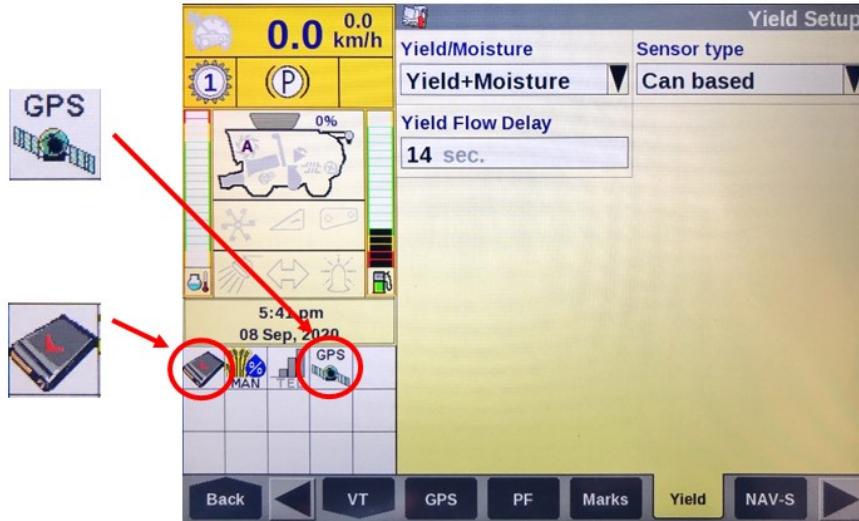 GPS
0.0
0.0
km/h
1
(P)
0%
A
5:41 pm
08 Sep, 2020
%
MAN
TEL
GPS
Yield Setup
Yield/Moisture
Sensor type
Yield+Moisture
Can based
Yield Flow Delay
14 sec.
Back
VT
GPS
PF
Marks
Yield
NAV-S